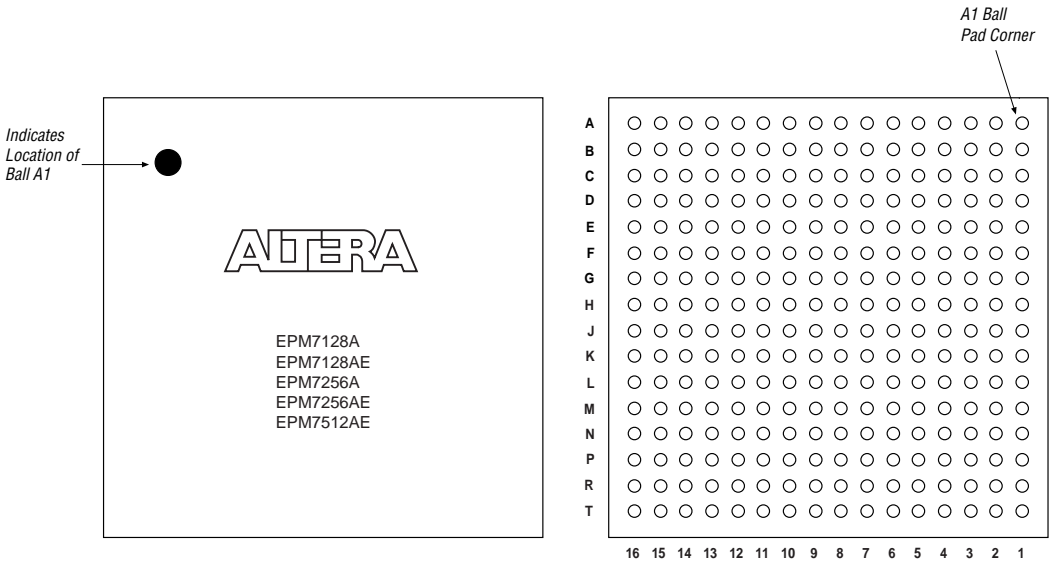 A1 Ball
Pad Corner
Indicates
Location of
Ball A1
ALTERA
EPM7128A
EPM7128AE
EPM7256A
EPM7256AE
EPM7512AE
A
B
C
D
E
F
G
H
J
K
L
M
N
P
R
T
16 15 14 13 12 11 10 9 8 7 6 5 4 3 2 1